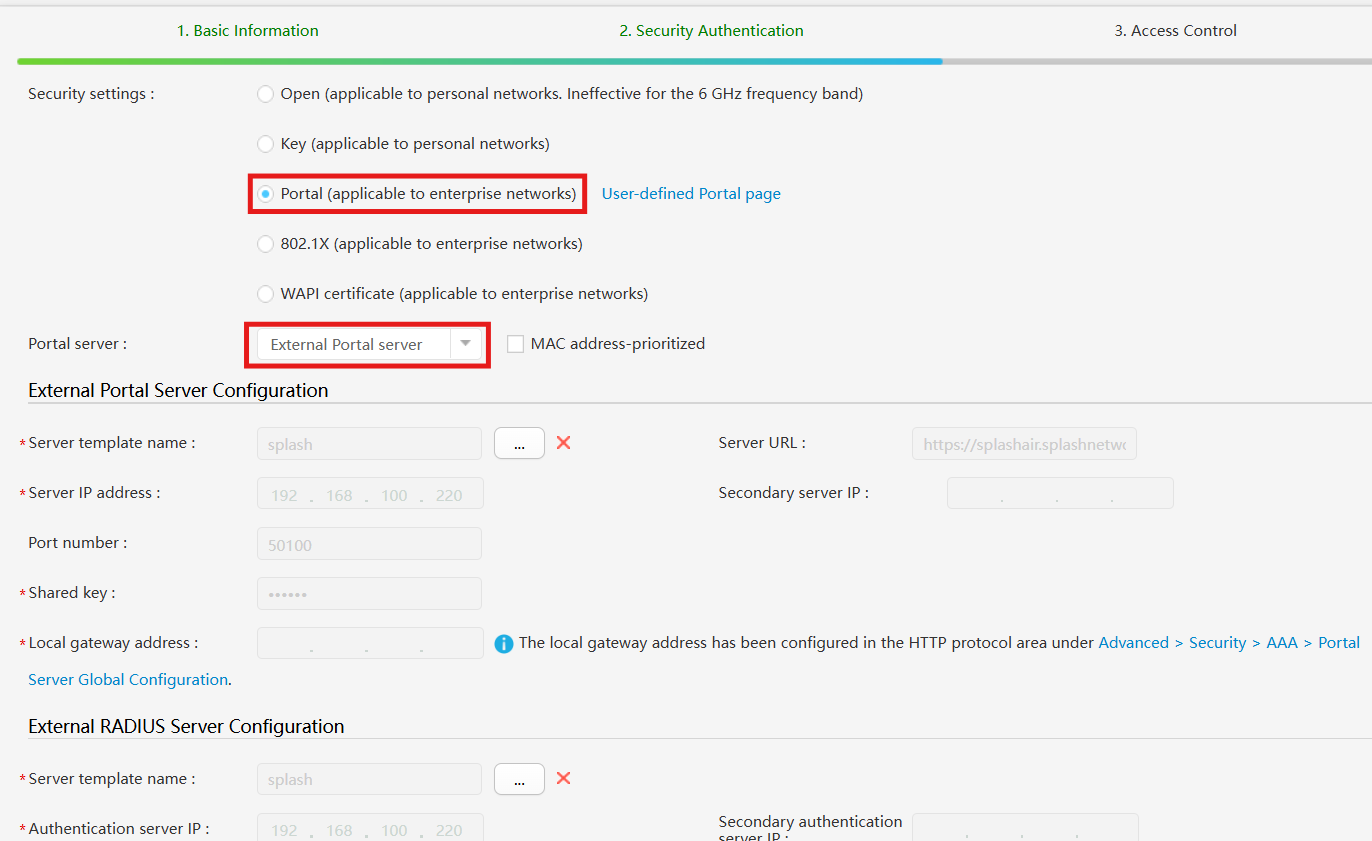 1. Basic Information 2. Security Authentication 3. Access Control
Security settings : Open (applicable to personal networks. Ineffective for the 6 GHz frequency band)
Key (applicable to personal networks)
Portal (applicable to enterprise networks) User-defined Portal page
802.1X (applicable to enterprise networks)
WAPI certificate (applicable to enterprise networks)
Portal server : External Portal server MAC address-prioritized
External Portal Server Configuration
* Server template name : splash ... Server URL : https://splashair.splashnetw
* Server IP address : 192 . 168 . 100 . 220 Secondary server IP : . . .
Port number : 50100
* Shared key : ••••••
* Local gateway address : . . . The local gateway address has been configured in the HTTP protocol area under Advanced > Security > AAA > Portal
Server Global Configuration.
External RADIUS Server Configuration
* Server template name : splash ...
* Authentication server IP : 192 . 168 . 100 . 220 Secondary authentication
server IP : . . .